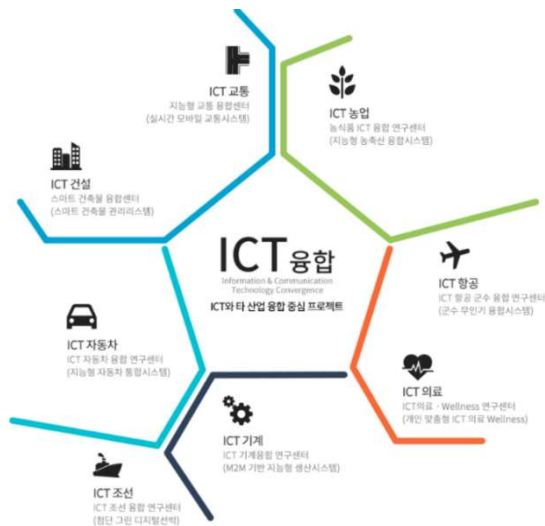 ICT 교통
지능형 교통 융합센터
(실시간 모바일 교통시스템)
ICT 농업
농식품 ICT 융합 연구센터
(지능형 농축산 융합시스템)
ICT 건설
스마트 건축물 융합센터
(스마트 건축물 관리시스템)
ICT융합
Information & Communication
Technology Convergence
ICT와 타 산업 융합 중심 프로젝트
ICT 항공
ICT 항공 군수 융합 연구센터
(군수 무인기 융합시스템)
ICT 자동차
ICT 자동차 융합 연구센터
(지능형 자동차 통합시스템)
ICT 의료
ICT의료 · Wellness 연구센터
(개인 맞춤형 ICT 의료 Wellness)
ICT 기계
ICT 기계융합 연구센터
(M2M 기반 지능형 생산시스템)
ICT 조선
ICT 조선 융합 연구센터
(첨단 그린 디지털선박)